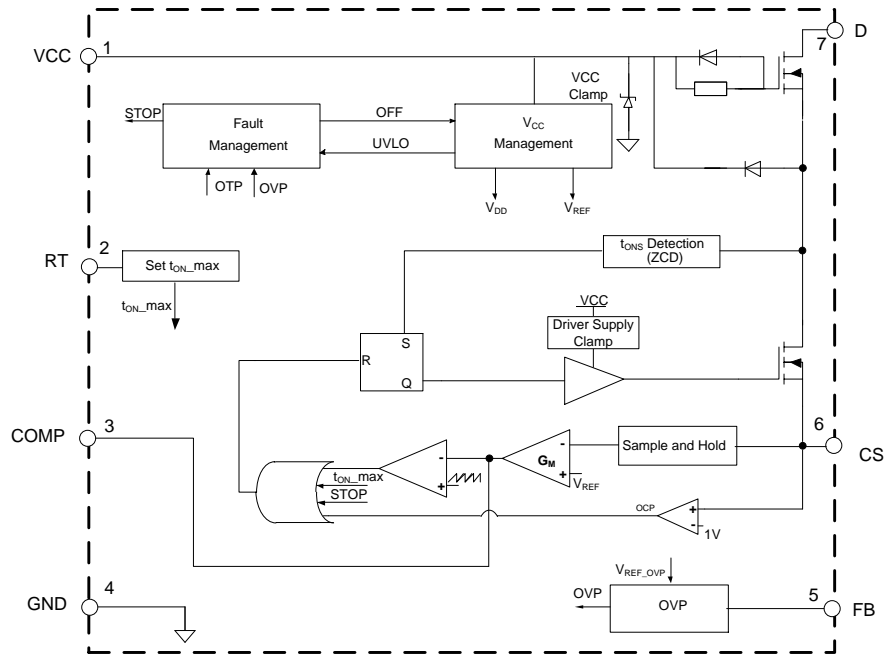 VCC
1
7
D
STOP
Fault
Management
OFF
UVLO
OTP
OVP
VCC
Management
VCC
Clamp
VDD
VREF
RT
2
Set tON_max
tON_max
tONS Detection
(ZCD)
VCC
Driver Supply
Clamp
S
R
Q
COMP
3
6
CS
Sample and Hold
-
GM
+
VREF
-
+
tON_max
STOP
OCP
+
-
1V
GND
4
VREF_OVP
OVP
OVP
5
FB